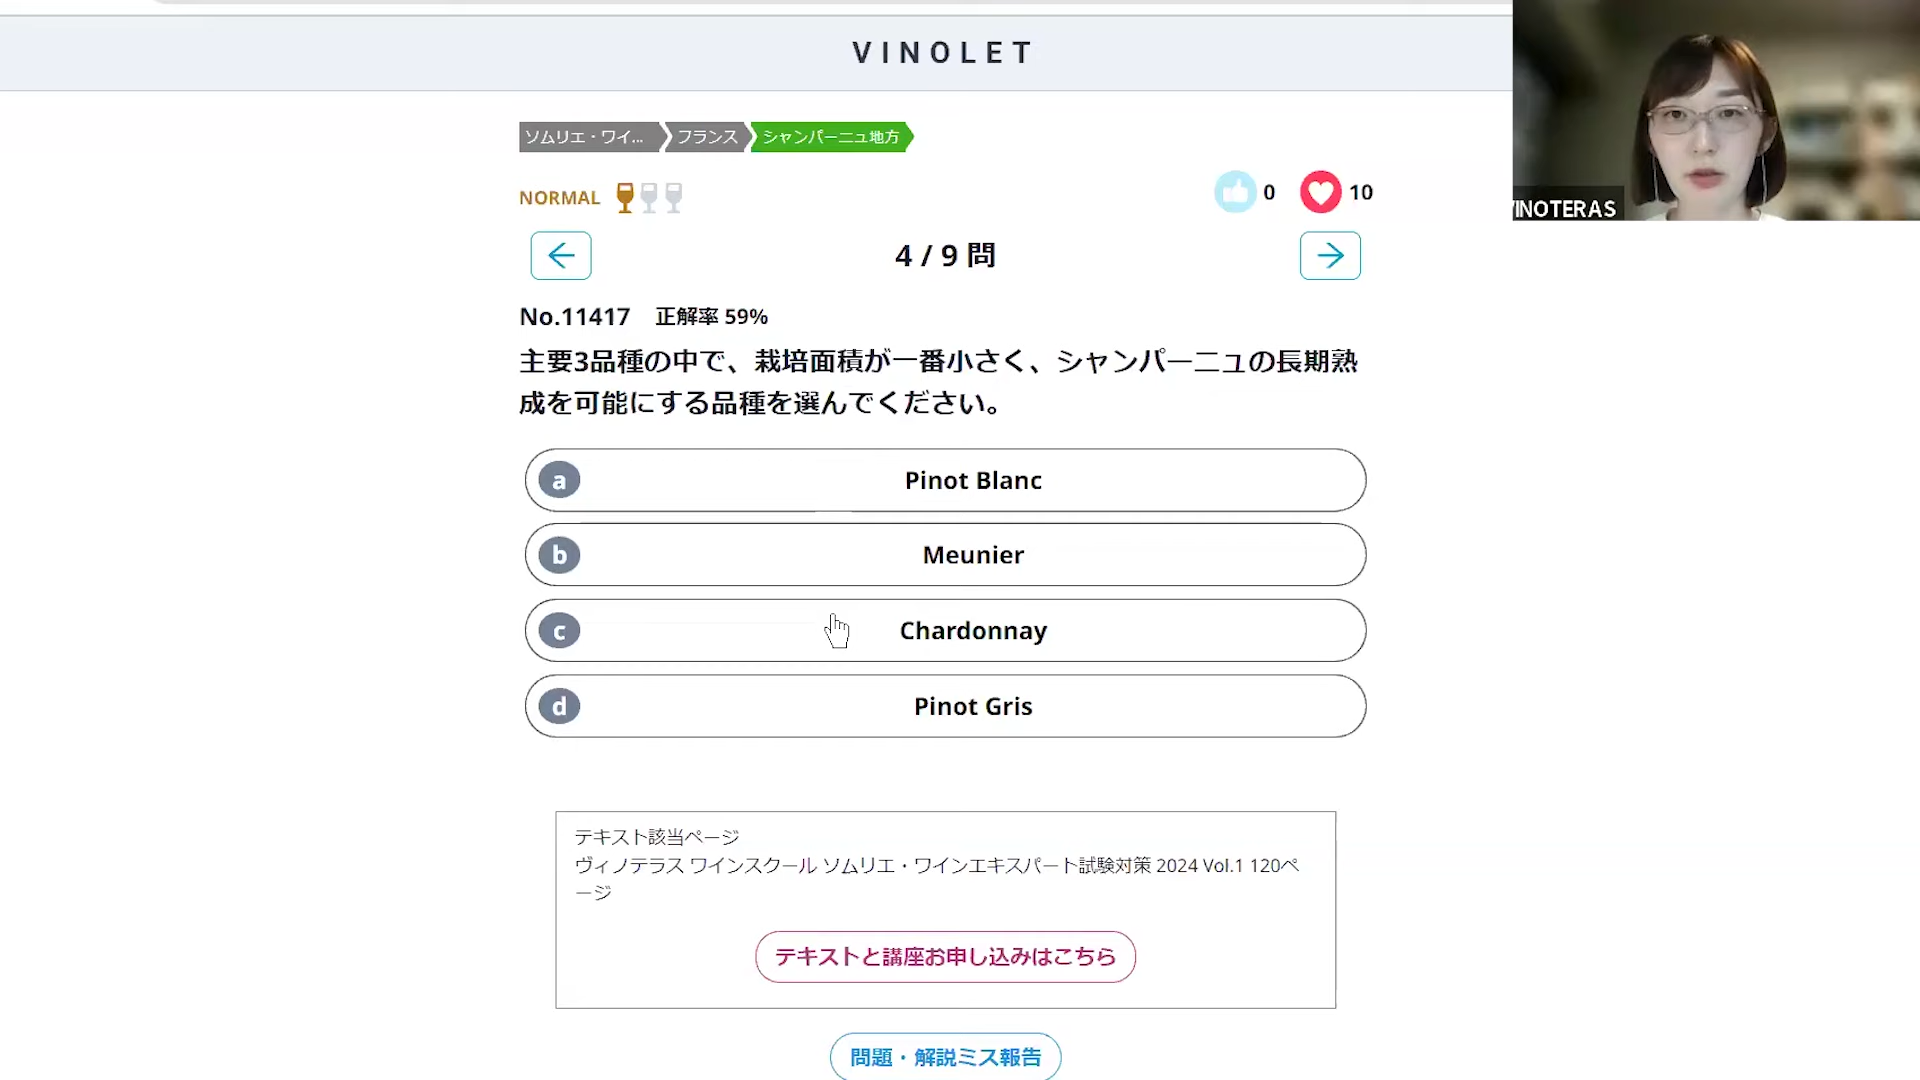 VINOLET
ソムリエ・ワイ...
フランス
シャンパーニュ地方
NORMAL
0
10
4 / 9 問
No.11417 正解率 59%
主要3品種の中で、栽培面積が一番小さく、シャンパーニュの長期熟
成を可能にする品種を選んでください。
a Pinot Blanc
b Meunier
c Chardonnay
d Pinot Gris
テキスト該当ページ
ヴィノテラス ワインスクール ソムリエ・ワインエキスパート試験対策 2024 Vol.1 120ペ
ージ
テキストと講座お申し込みはこちら
問題・解説ミス報告
VINOTERAS